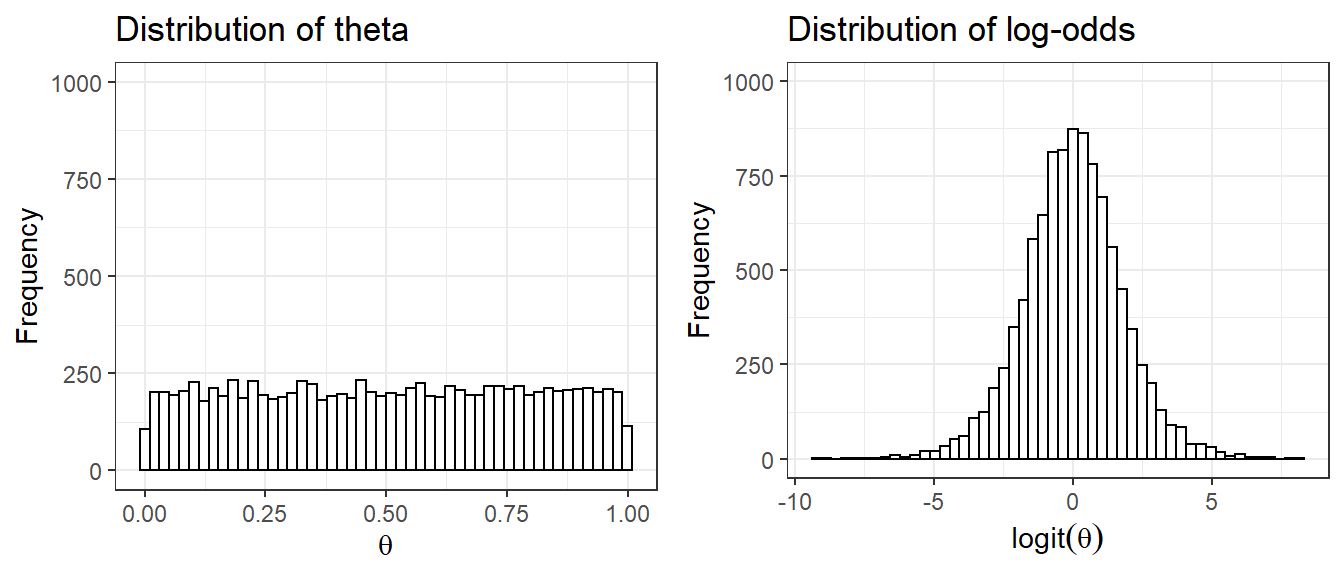 Distribution of theta
1000
750
500
250
0
Frequency
0.00 0.25 0.50 0.75 1.00
θ
Distribution of log-odds
1000
750
500
250
0
Frequency
-10 -5 0 5
logit(θ)